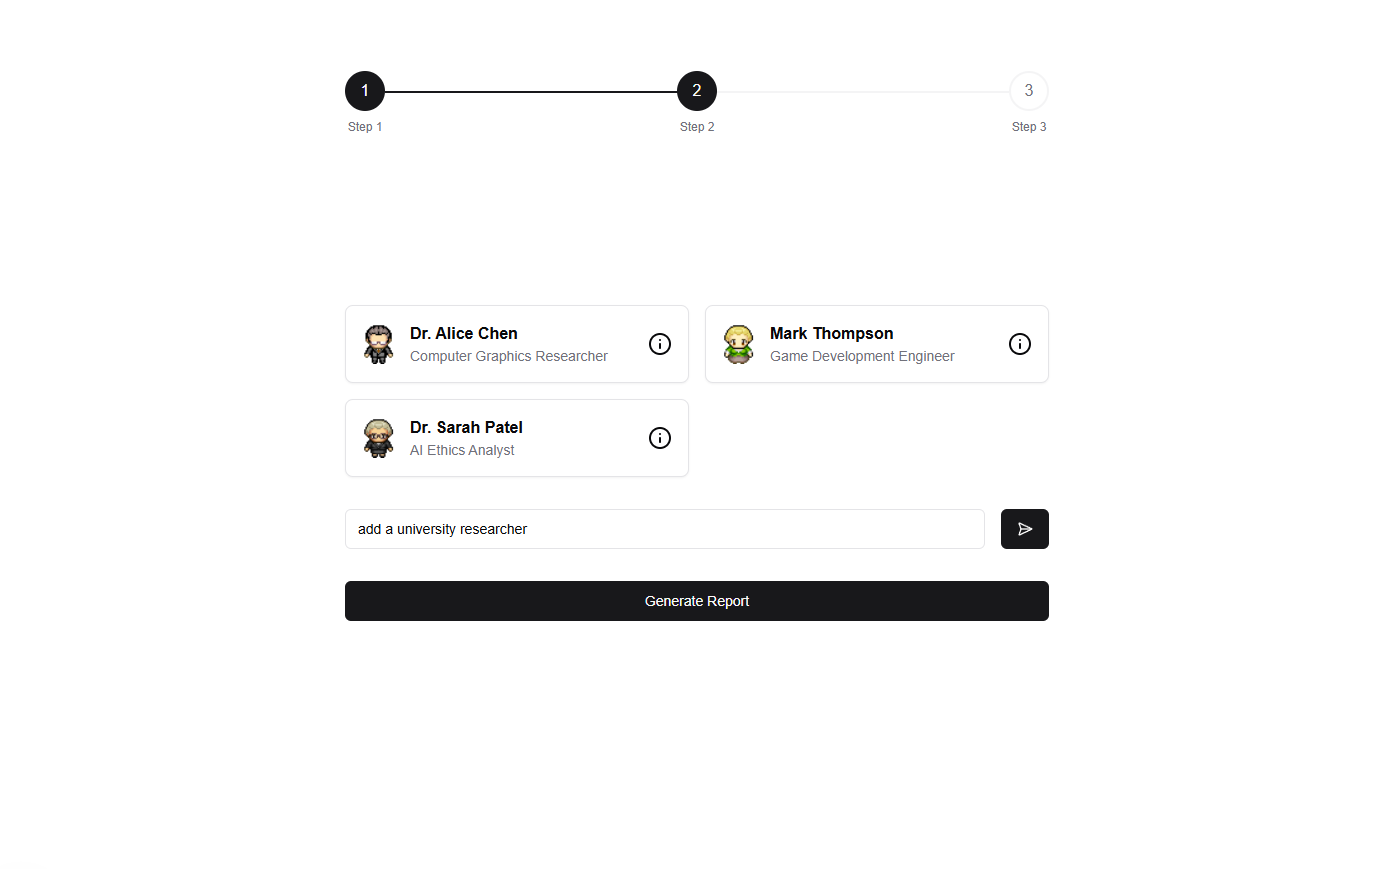 1
2
3
Step 1
Step 2
Step 3
Dr. Alice Chen
Computer Graphics Researcher
Mark Thompson
Game Development Engineer
Dr. Sarah Patel
AI Ethics Analyst
add a university researcher
Generate Report